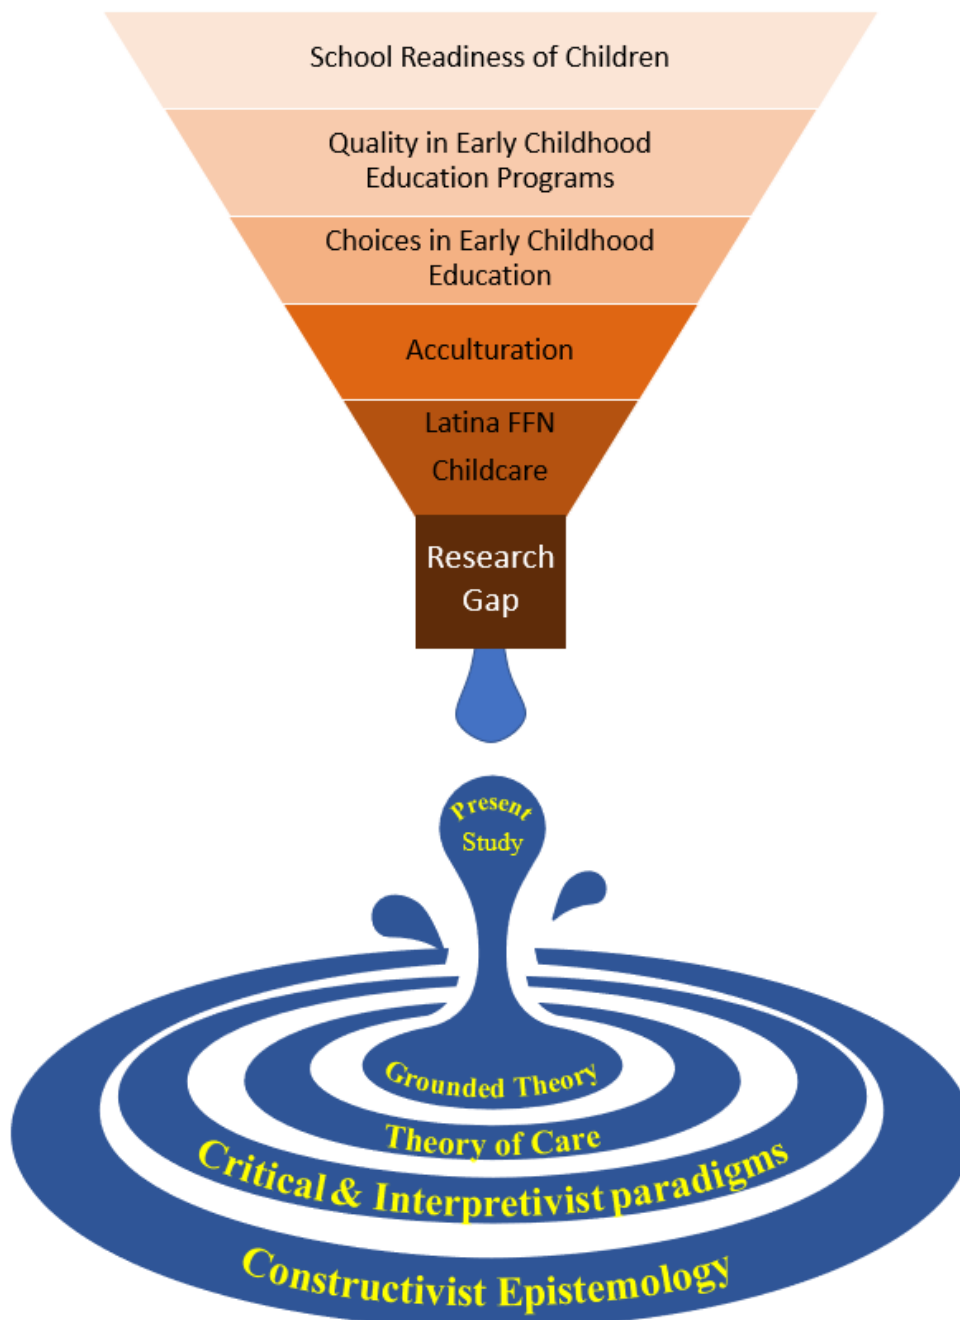 School Readiness of Children
Quality in Early Childhood
Education Programs
Choices in Early Childhood
Education
Acculturation
Latina FFN
Childcare
Research
Gap
Present
Study
Grounded Theory
Theory of Care
Critical & Interpretivist paradigms
Constructivist Epistemology